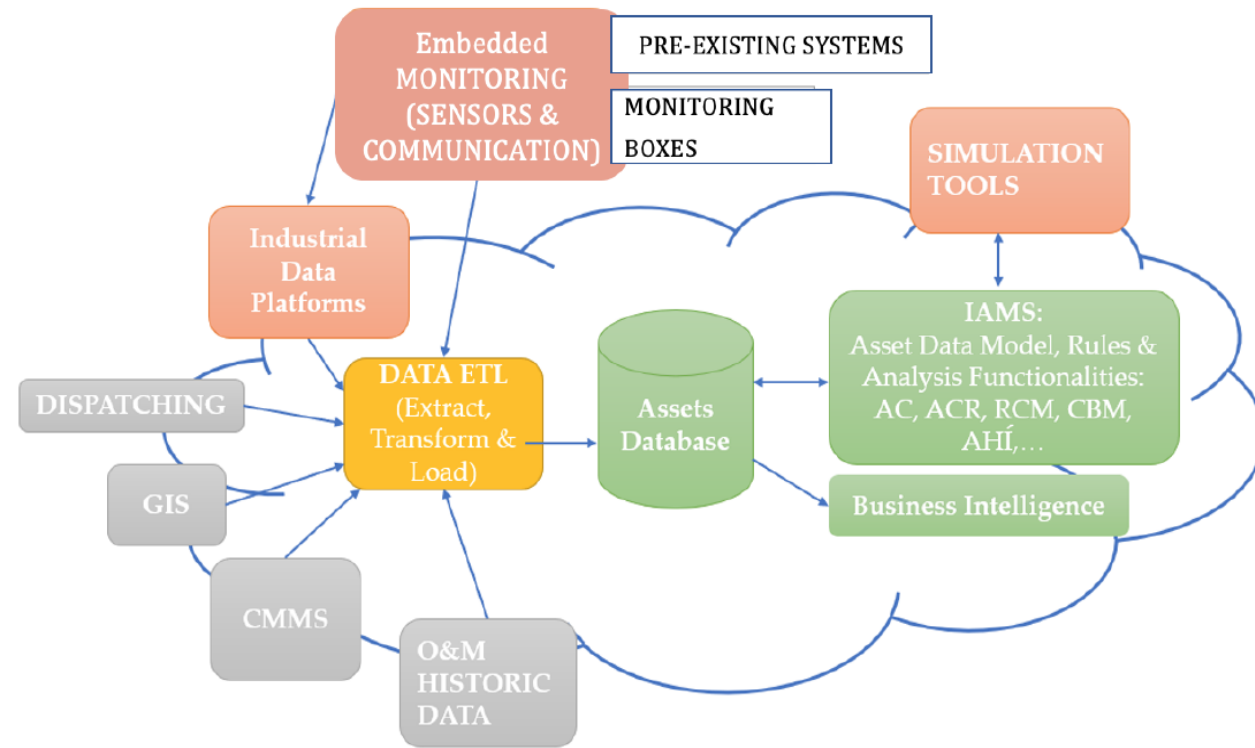 Embedded
MONITORING
(SENSORS &
COMMUNICATION)
PRE-EXISTING SYSTEMS
MONITORING
BOXES
SIMULATION
TOOLS
Industrial
Data
Platforms
IAMS:
Asset Data Model, Rules &
Analysis Functionalities:
AC, ACR, RCM, CBM,
AHÍ,...
DATA ETL
(Extract,
Transform &
Load)
Assets
Database
DISPATCHING
GIS
Business Intelligence
CMMS
O&M
HISTORIC
DATA